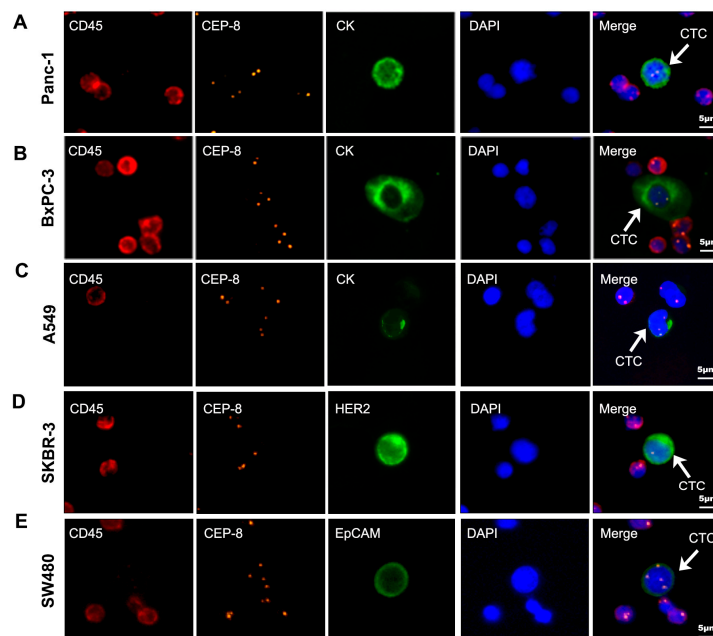 A
Panc-1
CD45
CEP-8
CK
DAPI
Merge
CTC
5µm
B
BxPC-3
CD45
CEP-8
CK
DAPI
Merge
CTC
5µm
C
A549
CD45
CEP-8
CK
DAPI
Merge
CTC
5µm
D
SKBR-3
CD45
CEP-8
HER2
DAPI
Merge
CTC
5µm
E
SW480
CD45
CEP-8
EpCAM
DAPI
Merge
CTC
5µm